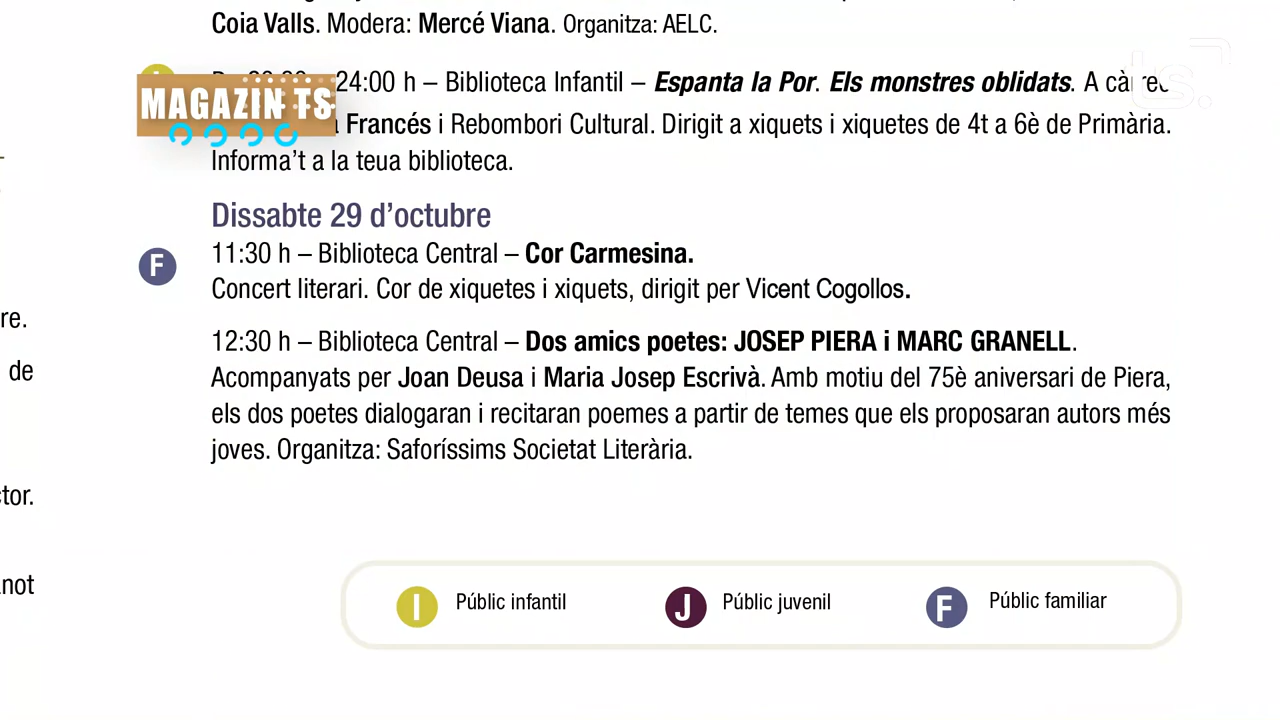 Coia Valls. Modera: Mercé Viana. Organitza: AELC.
24:00 h – Biblioteca Infantil – Espanta la Por. Els monstres oblidats. A càrrec
MAGAZIN TS
Francés i Rebombori Cultural. Dirigit a xiquets i xiquetes de 4t a 6è de Primària.
Informa’t a la teua biblioteca.
Dissabte 29 d’octubre
F
11:30 h – Biblioteca Central – Cor Carmesina.
Concert literari. Cor de xiquetes i xiquets, dirigit per Vicent Cogollos.
12:30 h – Biblioteca Central – Dos amics poetes: JOSEP PIERA i MARC GRANELL.
Acompanyats per Joan Deusa i Maria Josep Escrivà. Amb motiu del 75è aniversari de Piera,
els dos poetes dialogaran i recitaran poemes a partir de temes que els proposaran autors més
joves. Organitza: Saforíssims Societat Literària.
re.
de
I Públic infantil
J Públic juvenil
F Públic familiar
ts.